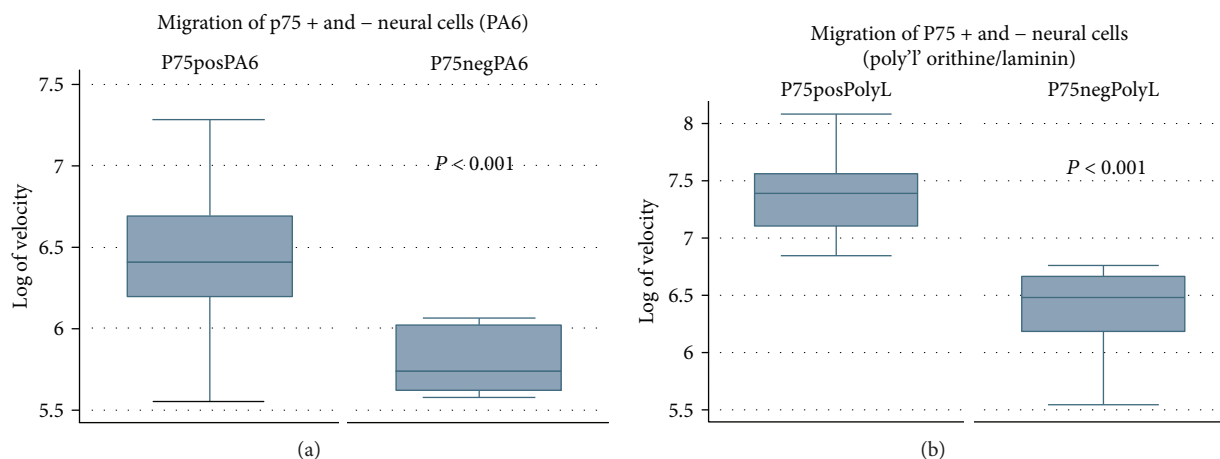 Migration of p75 + and − neural cells (PA6)
P75posPA6 P75negPA6
7.5
7
6.5
6
5.5
Log of velocity
P < 0.001
(a)
Migration of P75 + and − neural cells
(poly'l' orithine/laminin)
P75posPolyL P75negPolyL
8
7.5
7
6.5
6
5.5
Log of velocity
P < 0.001
(b)